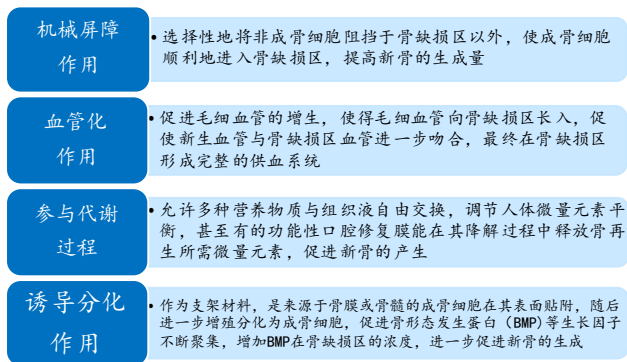 机械屏障
作用
•选择性地将非成骨细胞阻挡于骨缺损区以外，使成骨细胞
顺利地进入骨缺损区，提高新骨的生成量
血管化
作用
•促进毛细血管的增生，使得毛细血管向骨缺损区长入，促
使新生血管与骨缺损区血管进一步吻合，最终在骨缺损区
形成完整的供血系统
参与代谢
过程
•允许多种营养物质与组织液自由交换，调节人体微量元素平
衡，甚至有的功能性口腔修复膜能在其降解过程中释放骨再
生所需微量元素，促进新骨的产生
诱导分化
作用
•作为支架材料，是来源于骨膜或骨髓的成骨细胞在其表面贴附，随后
进一步增殖分化为成骨细胞，促进骨形态发生蛋白（BMP)等生长因子
不断聚集，增加BMP在骨缺损区的浓度，进一步促进新骨的生成